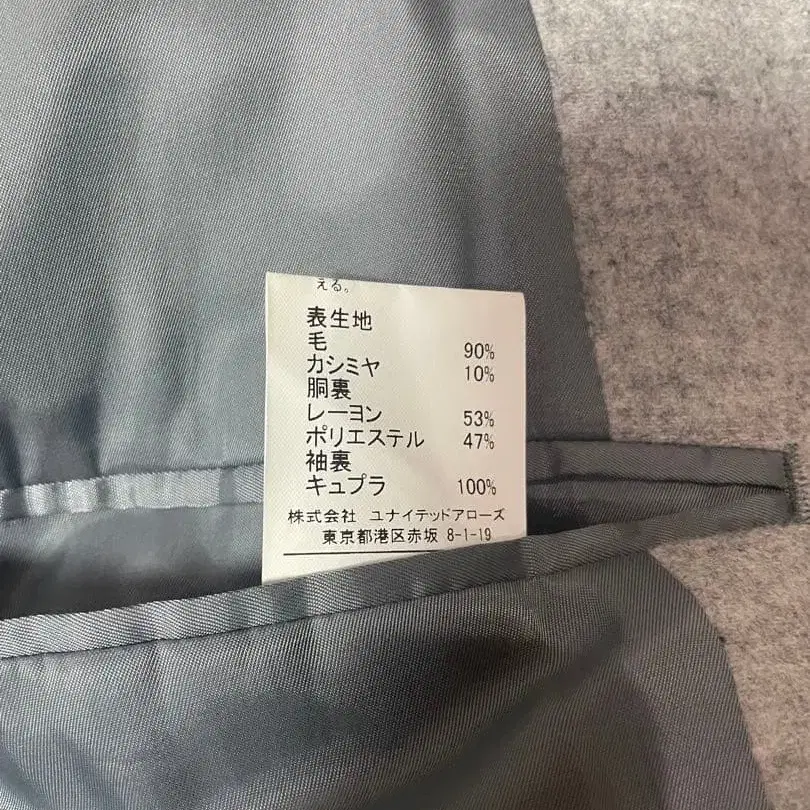 える。
表生地
毛 90%
カシミヤ 10%
胴裏
レーヨン 53%
ポリエステル 47%
袖裏
キュプラ 100%
株式会社 ユナイテッドアローズ
東京都港区赤坂 8-1-19